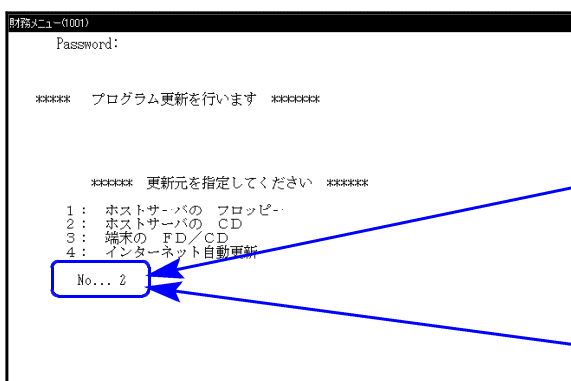 財務メニュー(1001)
Password:
***** プログラム更新を行います *******
****** 更新元を指定してください ******
1： ホストサーバの フロッピー
2： ホストサーバの CD
3： 端末の FD／CD
4： インターネット自動更新
No... 2